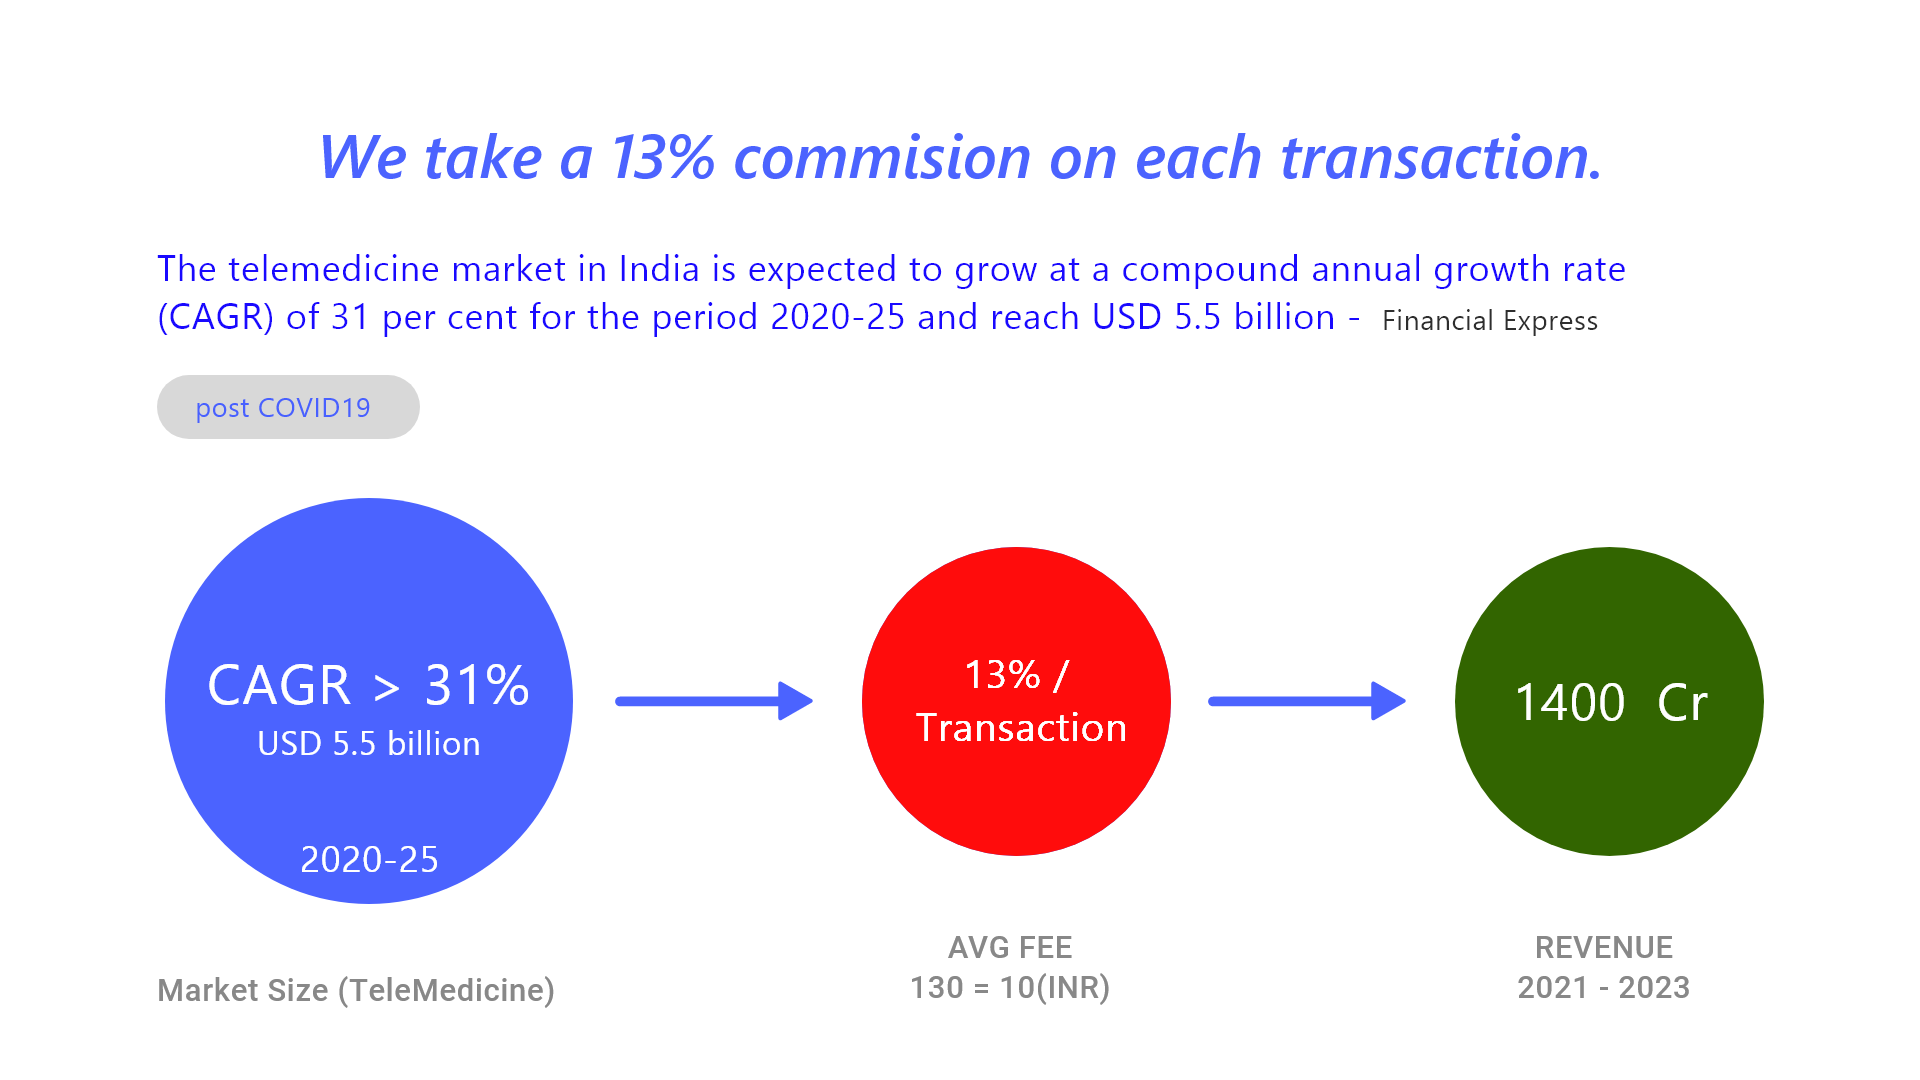 We take a 13% commision on each transaction.
The telemedicine market in India is expected to grow at a compound annual growth rate
(CAGR) of 31 per cent for the period 2020-25 and reach USD 5.5 billion - Financial Express
post COVID19
CAGR > 31%
USD 5.5 billion
2020-25
Market Size (TeleMedicine)
13% /
Transaction
AVG FEE
130 = 10(INR)
1400 Cr
REVENUE
2021 - 2023